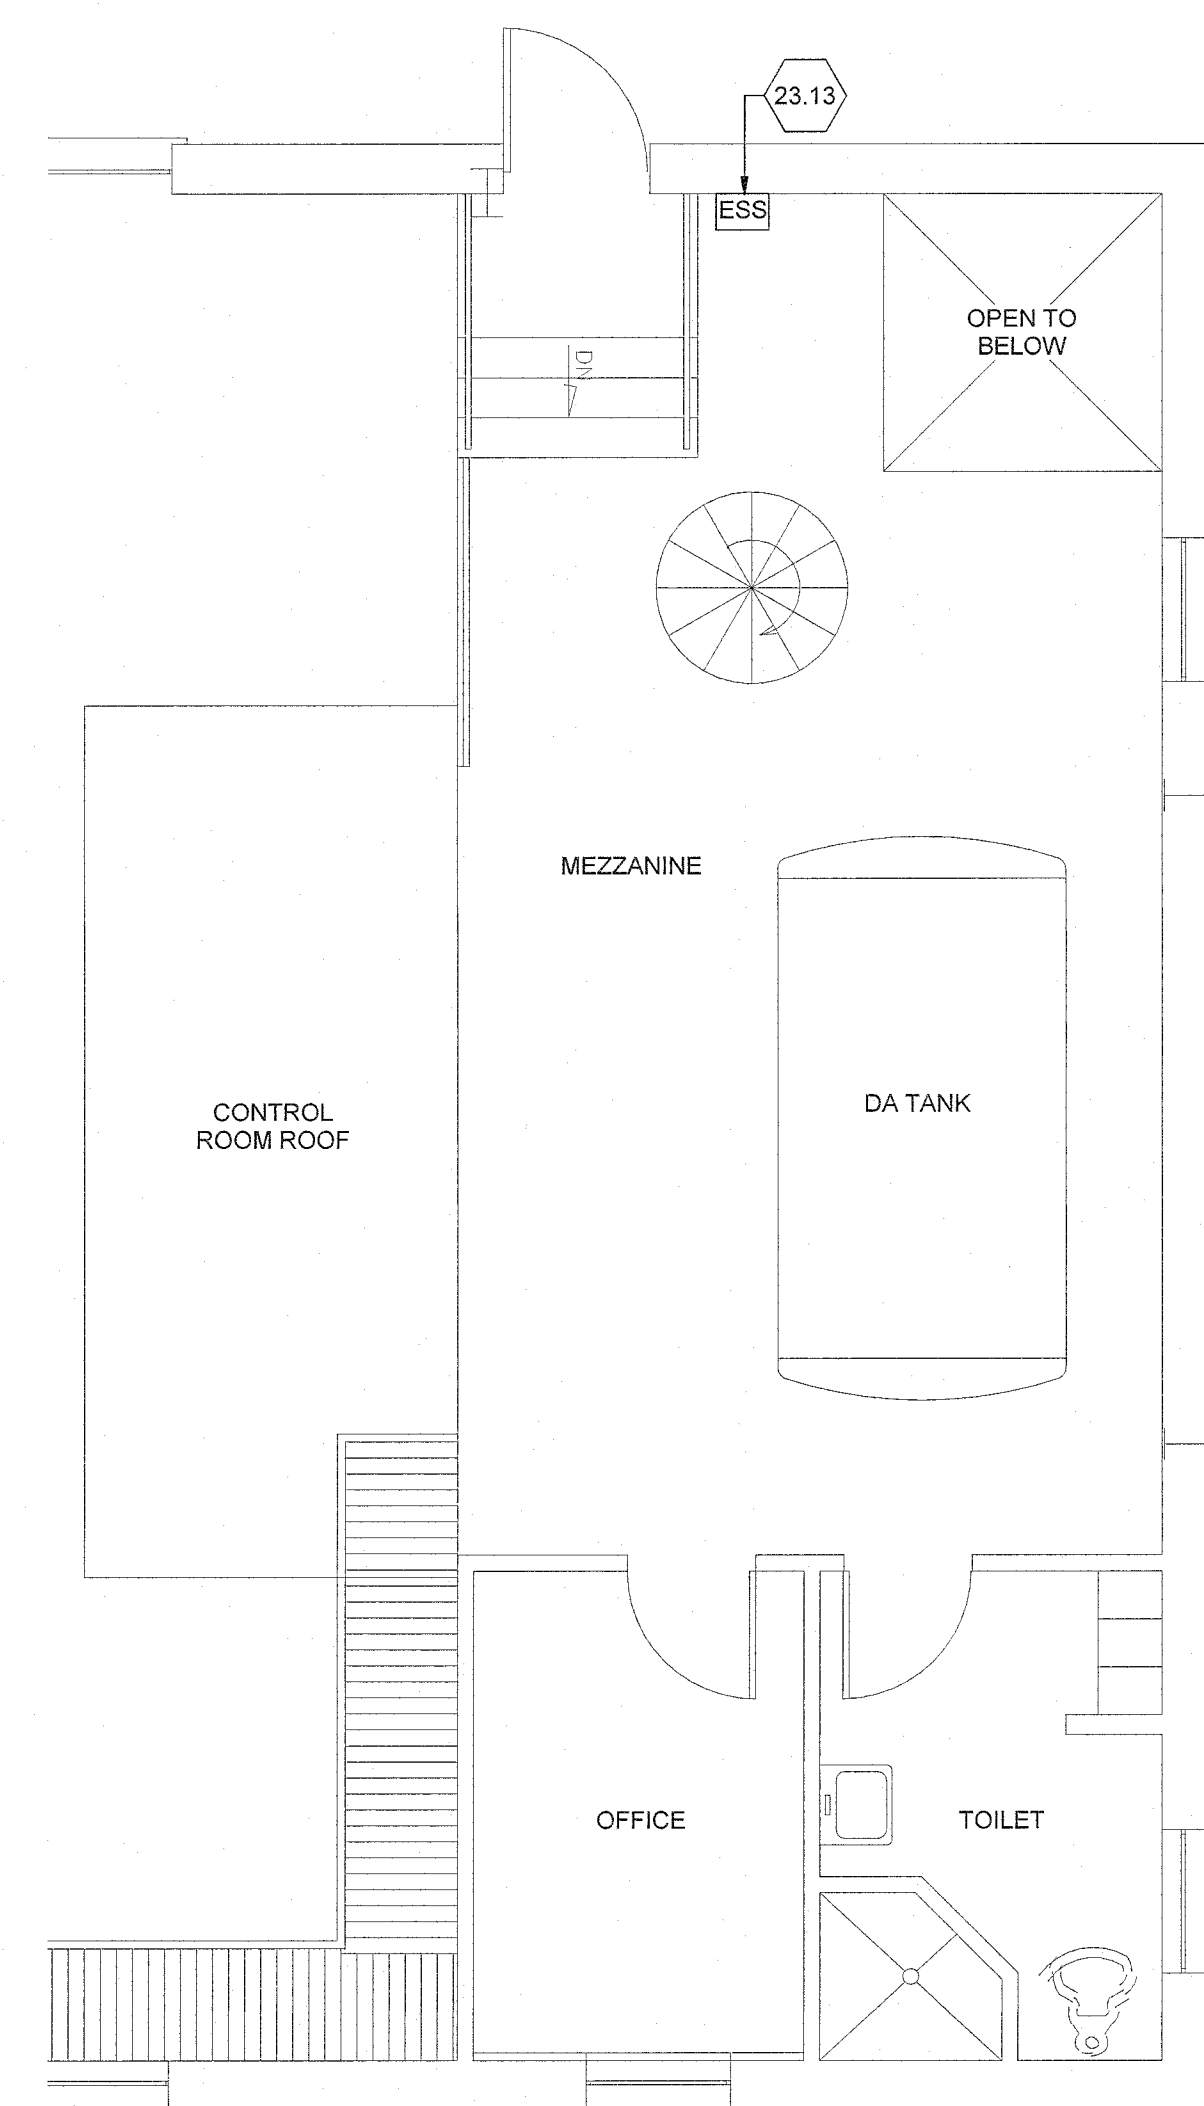 23.13
ESS
OPEN TO
BELOW
DN
MEZZANINE
DA TANK
CONTROL
ROOM ROOF
OFFICE
TOILET